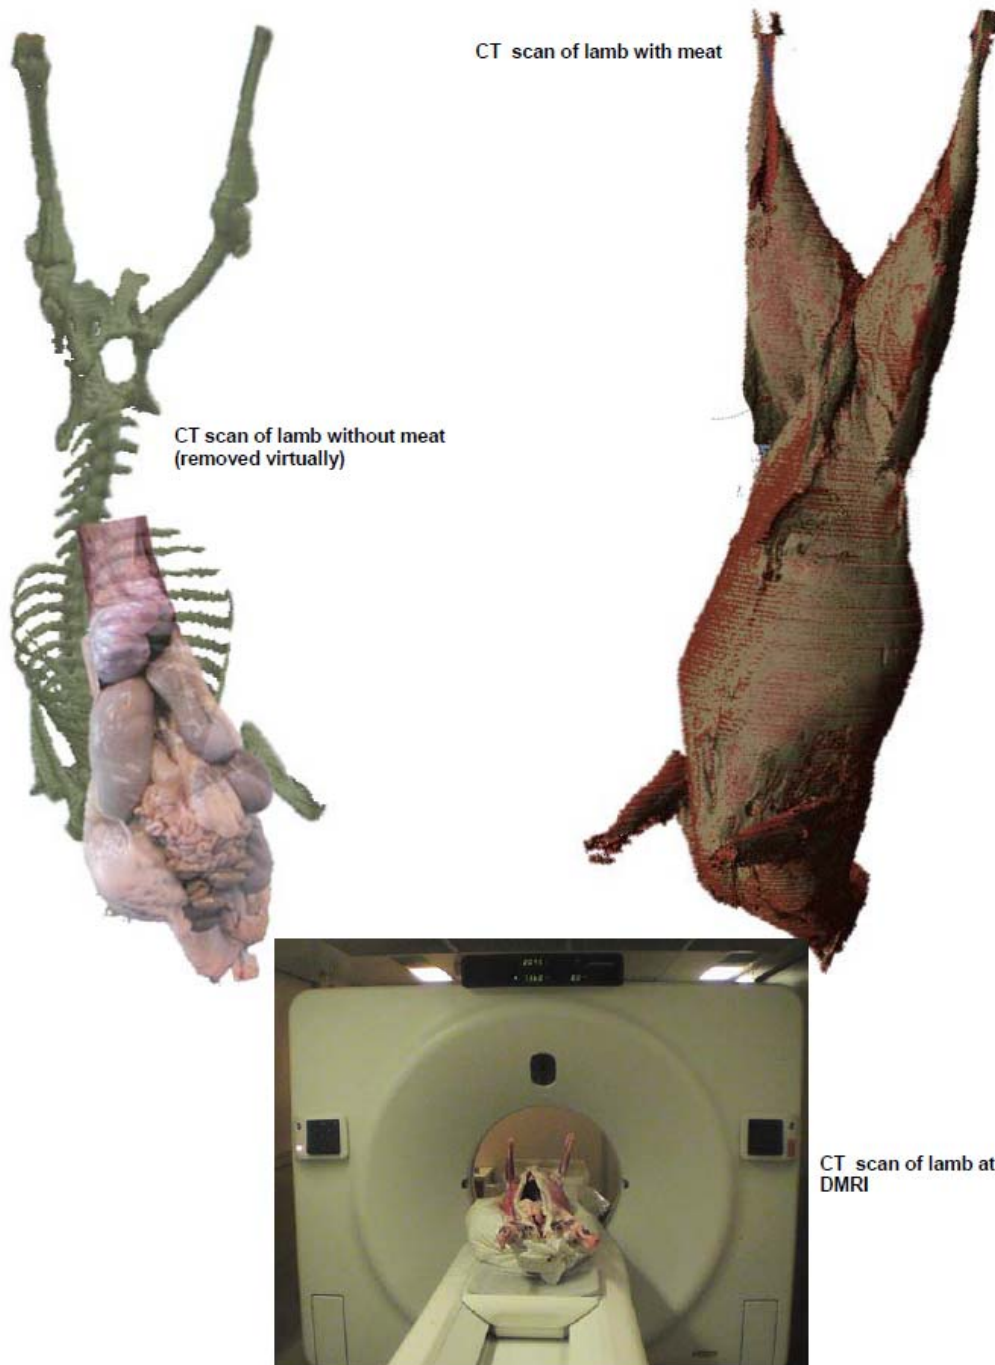 CT scan of lamb with meat
CT scan of lamb without meat
(removed virtually)
CT scan of lamb at
DMRI